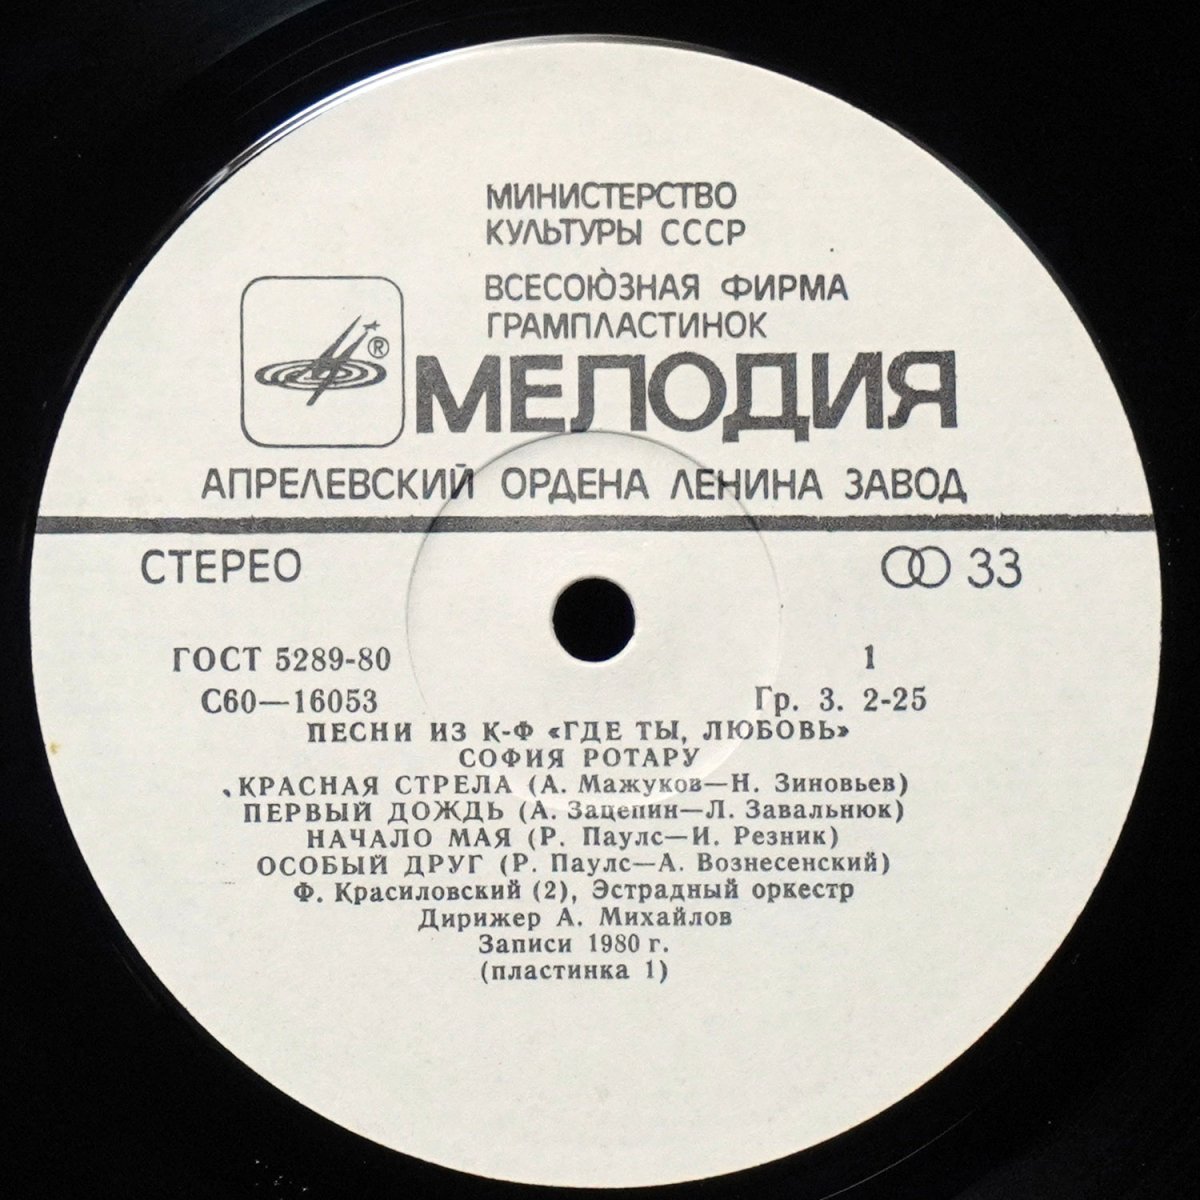 МИНИСТЕРСТВО
КУЛЬТУРЫ СССР
ВСЕСОЮЗНАЯ ФИРМА
ГРАМПЛАСТИНОК
®
МЕЛОДИЯ
АПРЕЛЕВСКИЙ ОРДЕНА ЛЕНИНА ЗАВОД
СТЕРЕО 33
ГОСТ 5289-80 1
С60—16053 Гр. 3. 2-25
ПЕСНИ ИЗ К-Ф «ГДЕ ТЫ, ЛЮБОВЬ»
СОФИЯ РОТАРУ
КРАСНАЯ СТРЕЛА (А. Мажуков—Н. Зиновьев)
ПЕРВЫЙ ДОЖДЬ (А. Зацепин—Л. Завальнюк)
НАЧАЛО МАЯ (Р. Паулс—И. Резник)
ОСОБЫЙ ДРУГ (Р. Паулс—А. Вознесенский)
Ф. Красиловский (2), Эстрадный оркестр
Дирижер А. Михайлов
Записи 1980 г.
(пластинка 1)